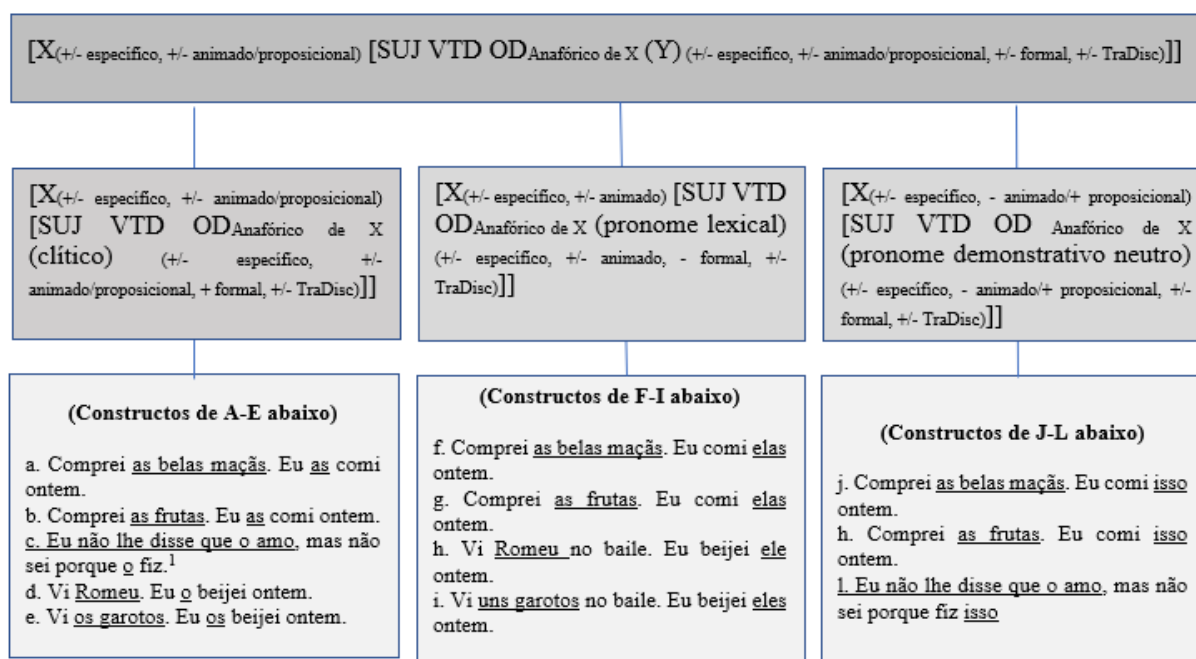 [X(+/- específico, +/- animado/proposicional) [SUJ VTD ODAnafórico de X (Y) (+/- específico, +/- animado/proposicional, +/- formal, +/- TraDisc)]]
[X(+/- específico, +/- animado/proposicional)
[SUJ VTD ODAnafórico de X
(clítico) (+/- específico, +/-
animado/proposicional, + formal, +/- TraDisc)]]
[X(+/- específico, +/- animado) [SUJ VTD
ODAnafórico de X (pronome lexical)
(+/- específico, +/- animado, - formal, +/-
TraDisc)]]
[X(+/- específico, - animado/+ proposicional)
[SUJ VTD OD Anafórico de X
(pronome demonstrativo neutro)
(+/- específico, - animado/+ proposicional, +/-
formal, +/- TraDisc)]]
(Constructos de A-E abaixo)
a. Comprei as belas maçãs. Eu as comi
ontem.
b. Comprei as frutas. Eu as comi ontem.
c. Eu não lhe disse que o amo, mas não
sei porque o fiz.1
d. Vi Romeu. Eu o beijei ontem.
e. Vi os garotos. Eu os beijei ontem.
(Constructos de F-I abaixo)
f. Comprei as belas maçãs. Eu comi elas
ontem.
g. Comprei as frutas. Eu comi elas
ontem.
h. Vi Romeu no baile. Eu beijei ele
ontem.
i. Vi uns garotos no baile. Eu beijei eles
ontem.
(Constructos de J-L abaixo)
j. Comprei as belas maçãs. Eu comi isso
ontem.
h. Comprei as frutas. Eu comi isso
ontem.
l. Eu não lhe disse que o amo, mas não
sei porque fiz isso